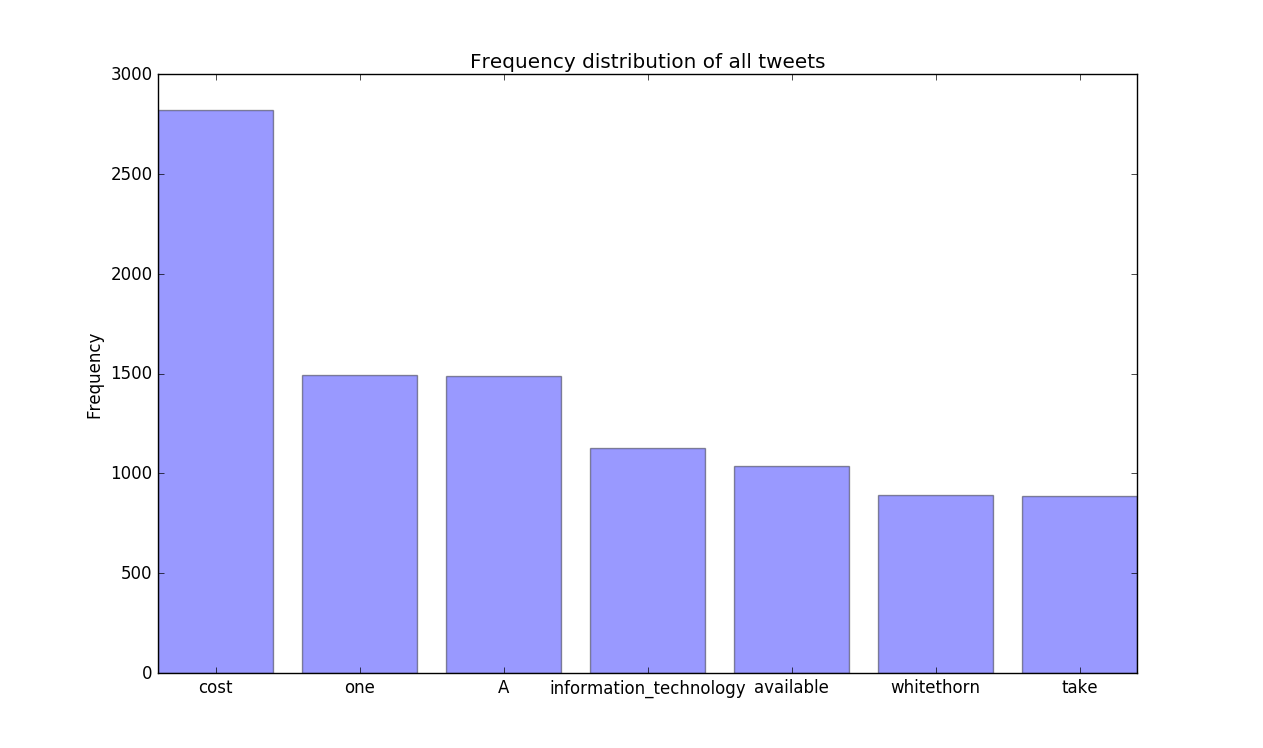 Frequency distribution of all tweets
3000
2500
2000
1500
1000
500
0
Frequency
cost one A information_technology available whitethorn take